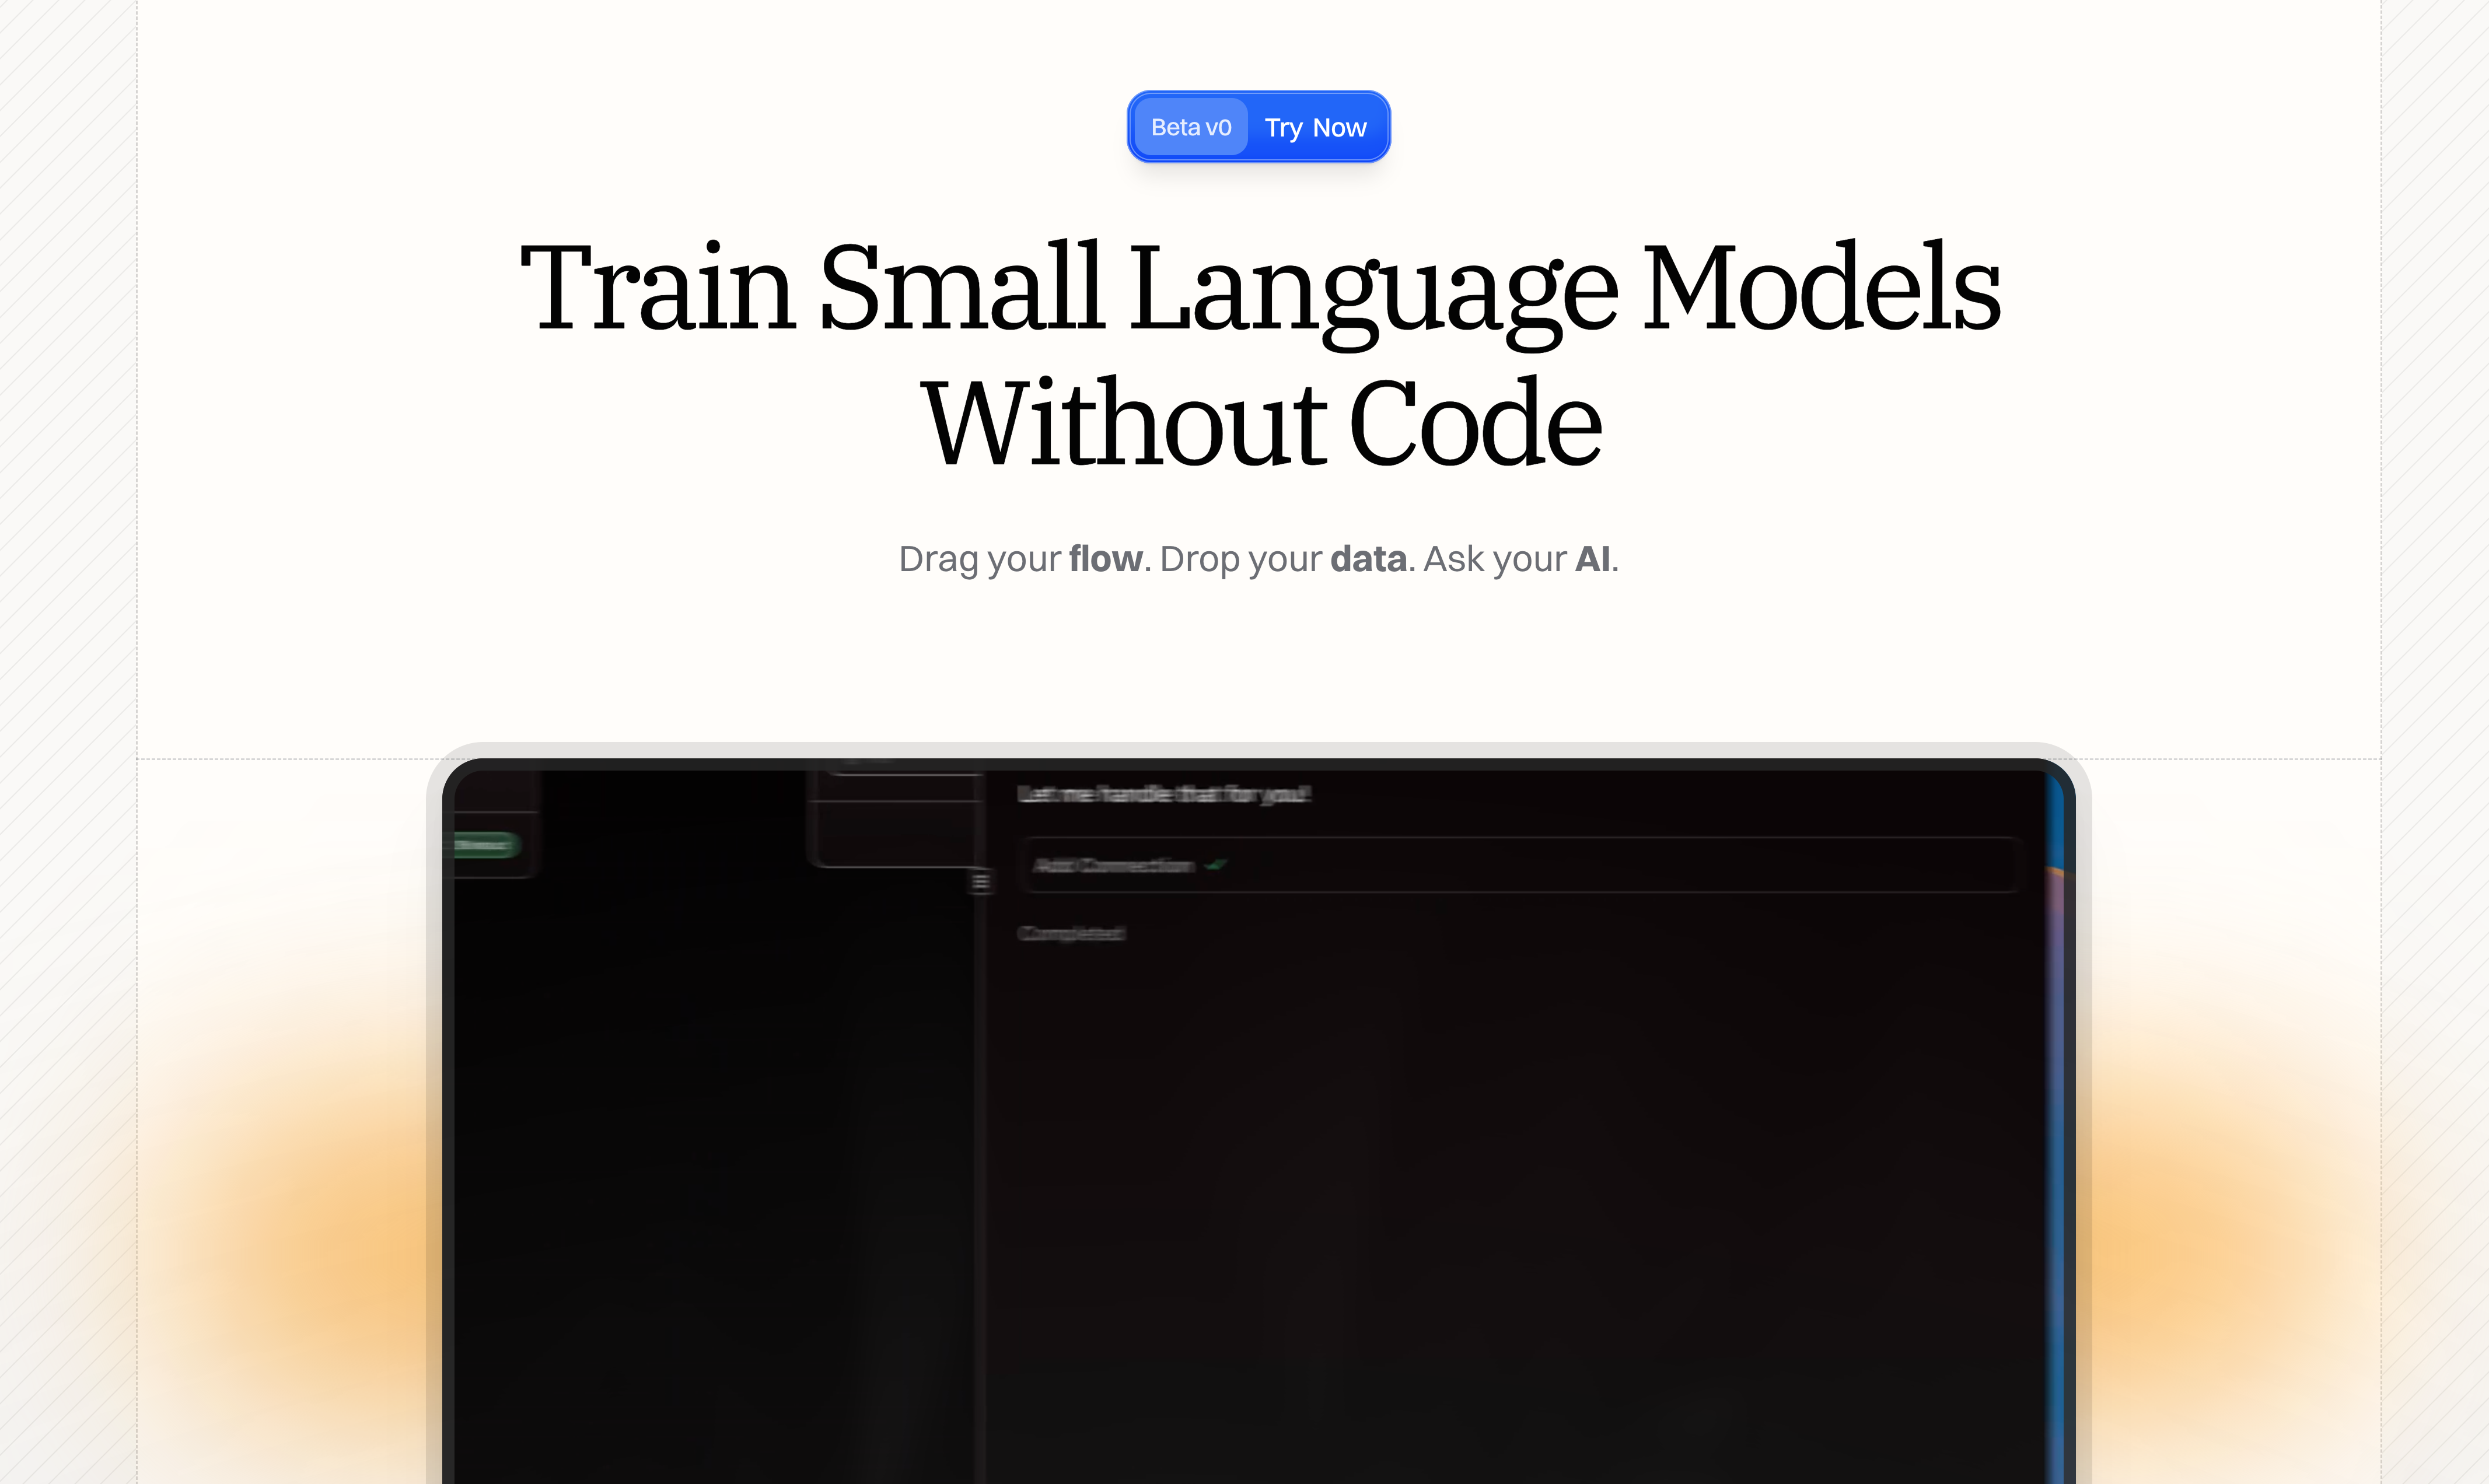 Beta v0 Try Now
Train Small Language Models
Without Code
Drag your flow. Drop your data. Ask your AI.
Let me handle that for you!
Add Connection
Completed